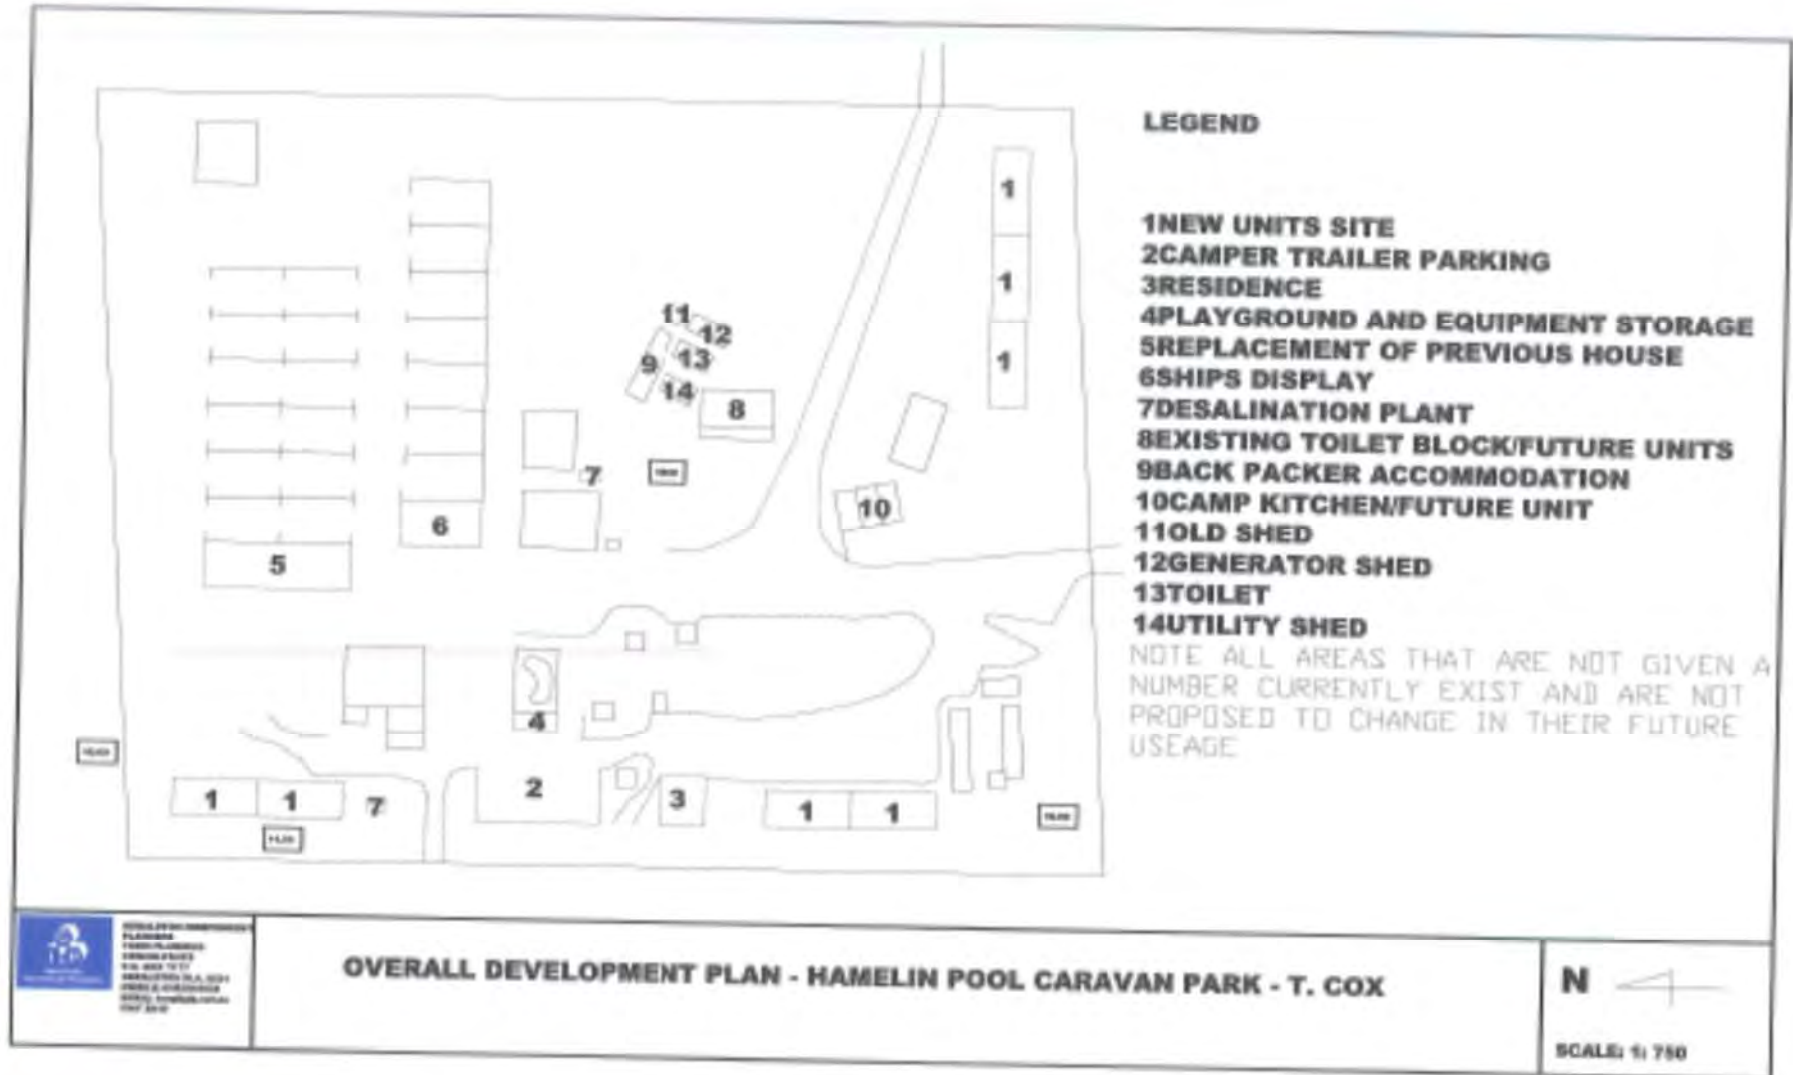 LEGEND
1NEW UNITS SITE
2CAMPER TRAILER PARKING
3RESIDENCE
4PLAYGROUND AND EQUIPMENT STORAGE
5REPLACEMENT OF PREVIOUS HOUSE
6SHIPS DISPLAY
7DESALINATION PLANT
8EXISTING TOILET BLOCK/FUTURE UNITS
9BACK PACKER ACCOMMODATION
10CAMP KITCHEN/FUTURE UNIT
11OLD SHED
12GENERATOR SHED
13TOILET
14UTILITY SHED
NOTE ALL AREAS THAT ARE NOT GIVEN A
NUMBER CURRENTLY EXIST AND ARE NOT
PROPOSED TO CHANGE IN THEIR FUTURE
USEAGE
1
1
1
11
12
9
13
14
8
7
10
6
5
4
2
1
1
7
3
1
1
OVERALL DEVELOPMENT PLAN - HAMELIN POOL CARAVAN PARK - T. COX
N
SCALE: 1: 750